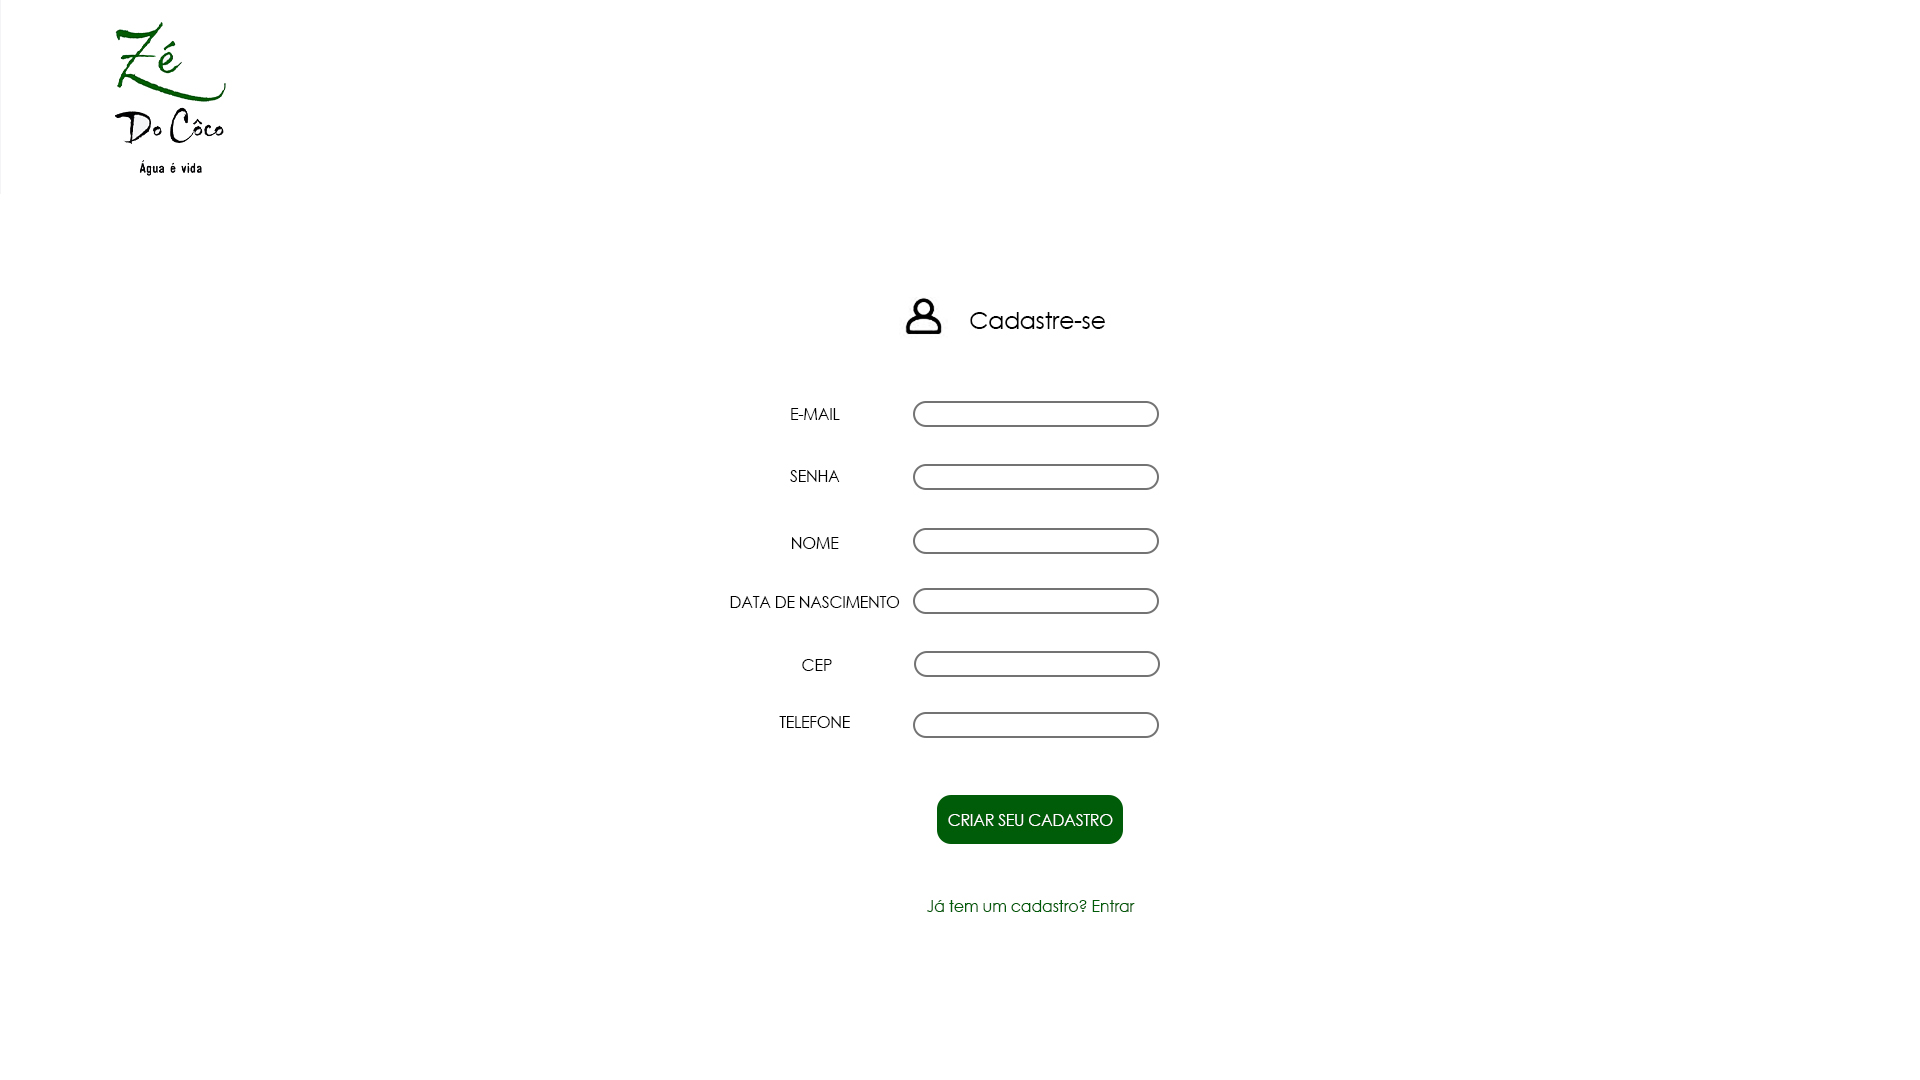 Zé
Do Côco
Água é vida
Cadastre-se
E-MAIL
SENHA
NOME
DATA DE NASCIMENTO
CEP
TELEFONE
CRIAR SEU CADASTRO
Já tem um cadastro? Entrar